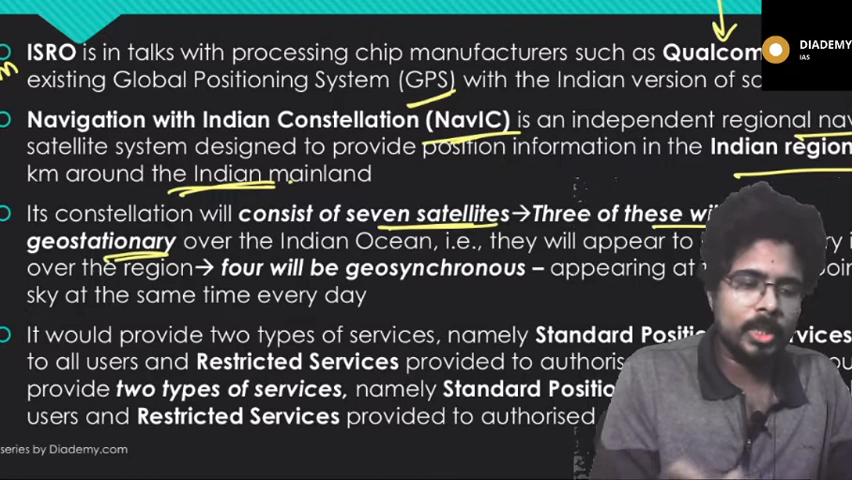 DIADEMY
IAS
ISRO is in talks with processing chip manufacturers such as Qualcom
existing Global Positioning System (GPS) with the Indian version of
Navigation with Indian Constellation (NavIC) is an independent regional nav
satellite system designed to provide position information in the Indian region
km around the Indian mainland
Its constellation will consist of seven satellites→Three of these wi
geostationary over the Indian Ocean, i.e., they will appear to
over the region→ four will be geosynchronous – appearing at
sky at the same time every day
It would provide two types of services, namely Standard Posit
to all users and Restricted Services provided to authoris
provide two types of services, namely Standard Positio
users and Restricted Services provided to authorised
series by Diademy.com